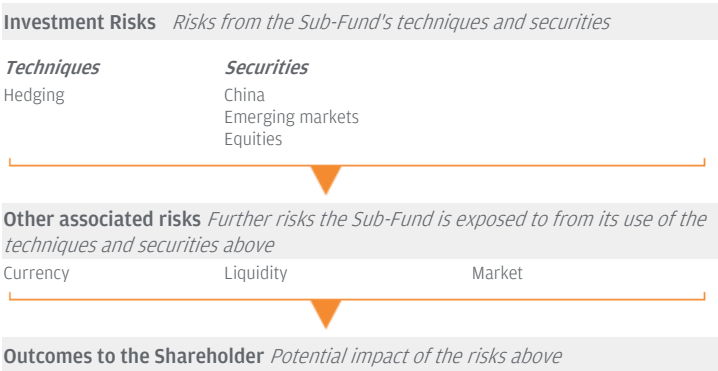 Investment Risks Risks from the Sub-Fund's techniques and securities
Techniques Securities
Hedging China
Emerging markets
Equities
Other associated risks Further risks the Sub-Fund is exposed to from its use of the
techniques and securities above
Currency Liquidity Market
Outcomes to the Shareholder Potential impact of the risks above